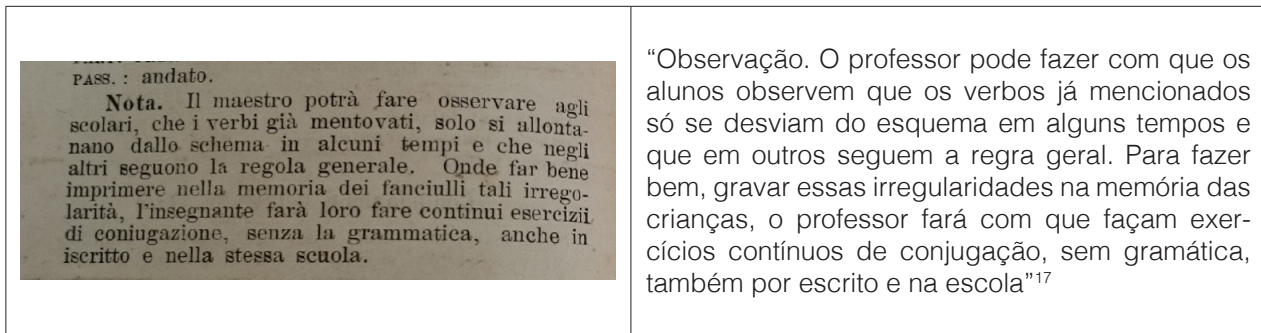 PASS. : andato.
Nota. Il maestro potrà fare osservare agli
scolari, che i verbi già mentovati, solo si allonta-
nano dallo schema in alcuni tempi e che negli
altri seguono la regola generale. Onde far bene
imprimere nella memoria dei fanciulli tali irrego-
larità, l'insegnante farà loro fare continui esercizii
di coniugazione, senza la grammatica, anche in
iscritto e nella stessa scuola.
“Observação. O professor pode fazer com que os
alunos observem que os verbos já mencionados
só se desviam do esquema em alguns tempos e
que em outros seguem a regra geral. Para fazer
bem, gravar essas irregularidades na memória das
crianças, o professor fará com que façam exer-
cícios contínuos de conjugação, sem gramática,
também por escrito e na escola”17